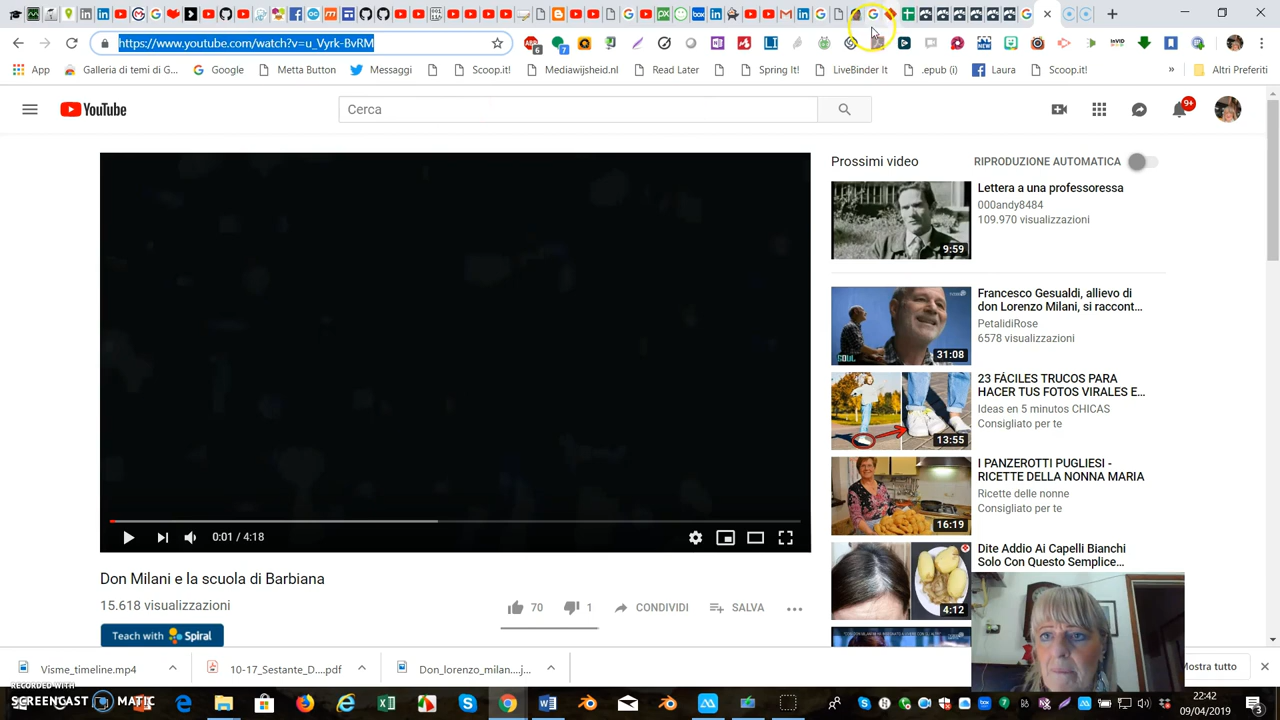 https://www.youtube.com/watch?v=u_Vyrk-BvRM
6
7
App Galleria di temi di G... Google Metta Button Messaggi Scoop.it! Mediawijsheid.nl Read Later Spring It! LiveBinder It .epub (i) Laura Scoop.it! » Altri Preferiti
YouTube
Cerca
9+
Prossimi video
RIPRODUZIONE AUTOMATICA
Lettera a una professoressa
000andy8484
109.970 visualizzazioni
9:59
Francesco Gesualdi, allievo di
don Lorenzo Milani, si raccont...
PetalidiRose
6578 visualizzazioni
31:08
23 FÁCILES TRUCOS PARA
HACER TUS FOTOS VIRALES E...
Ideas en 5 minutos CHICAS
Consigliato per te
13:55
I PANZEROTTI PUGLIESI -
RICETTE DELLA NONNA MARIA
Ricette delle nonne
Consigliato per te
16:19
Dite Addio Ai Capelli Bianchi
Solo Con Questo Semplice...
4:12
0:01 / 4:18
Don Milani e la scuola di Barbiana
15.618 visualizzazioni
70
1
CONDIVIDI
SALVA
Teach with Spiral
Visme_timeline.mp4
10-17_Sestante_D....pdf
Don_lorenzo_milan....j...
Mostra tutto
RECORDED WITH
SCREENCAST MATIC
22:42
09/04/2019
3